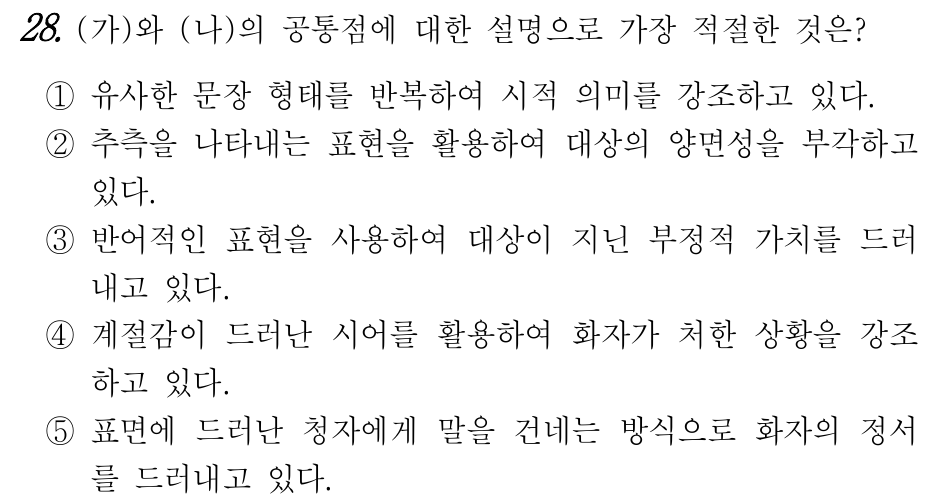 28. (가)와 (나)의 공통점에 대한 설명으로 가장 적절한 것은?
① 유사한 문장 형태를 반복하여 시적 의미를 강조하고 있다.
② 추측을 나타내는 표현을 활용하여 대상의 양면성을 부각하고
있다.
③ 반어적인 표현을 사용하여 대상이 지닌 부정적 가치를 드러
내고 있다.
④ 계절감이 드러난 시어를 활용하여 화자가 처한 상황을 강조
하고 있다.
⑤ 표면에 드러난 청자에게 말을 건네는 방식으로 화자의 정서
를 드러내고 있다.